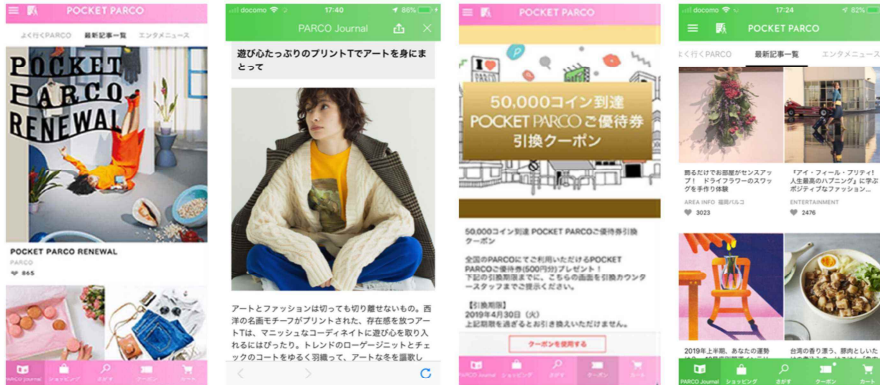 POCKET PARCO
よく行くPARCO 最新記事一覧 エンタメニュース
POCKET
PARCO
RENEWAL
POCKET PARCO RENEWAL
PARCO
865
PARCO Journal ショッピング さがす クーポン カート
docomo 17:40 86%
PARCO Journal
遊び心たっぷりのプリントTでアートを身にま
とって
アートとファッションは切っても切り離せないもの。西
洋の名画モチーフがプリントされた、存在感を放つアー
トTは、マニッシュなコーディネイトに遊び心を取り入
れるにはぴったり。トレンドのローゲージニットとチェ
ックのコートをゆるく羽織って、アートな冬を謳歌し
POCKET PARCO
I
PARCO
50,000コイン到達
POCKET PARCOご優待券
引換クーポン
50,000コイン到達 POCKET PARCOご優待券引換
クーポン
全国のPARCOにてご利用いただけるPOCKET
PARCOご優待券(500円分)プレゼント！
下記の引換期限までに、こちらの画面を引換カウンタ
ースタッフまでご提示ください。
【引換期限】
2019年4月30日（火）
上記期限を過ぎるとお引き換えいただけません。
クーポンを使用する
PARCO Journal ショッピング さがす クーポン カート
docomo 17:24 82%
POCKET PARCO
よく行くPARCO 最新記事一覧 エンタメニュース
飾るだけでお部屋がセンスアッ
プ！ ドライフラワーのスワッ
グを手作り体験
AREA INFO 福岡パルコ
3023
『アイ・フィール・プリティ！
人生最高のハプニング』に学ぶ
ポジティブなファッション...
ENTERTAINMENT
2476
2019年上半期、あなたの運勢
台湾の香り漂う、豚肉としいた
PARCO Journal ショッピング さがす クーポン カート